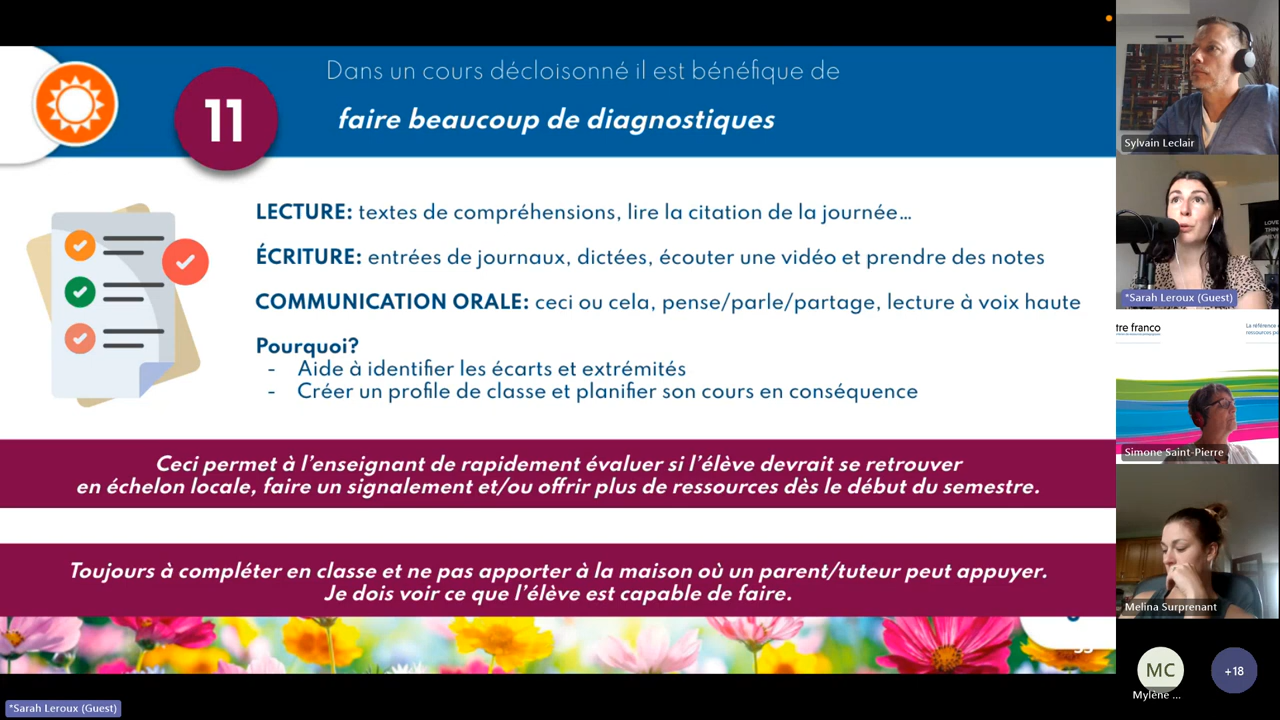 Dans un cours décloisonné il est bénéfique de
11
faire beaucoup de diagnostiques
LECTURE: textes de compréhensions, lire la citation de la journée...
ÉCRITURE: entrées de journaux, dictées, écouter une vidéo et prendre des notes
COMMUNICATION ORALE: ceci ou cela, pense/parle/partage, lecture à voix haute
Pourquoi?
- Aide à identifier les écarts et extrémités
- Créer un profile de classe et planifier son cours en conséquence
Ceci permet à l'enseignant de rapidement évaluer si l'élève devrait se retrouver
en échelon locale, faire un signalement et/ou offrir plus de ressources dès le début du semestre.
Toujours à compléter en classe et ne pas apporter à la maison où un parent/tuteur peut appuyer.
Je dois voir ce que l'élève est capable de faire.
*Sarah Leroux (Guest)
Sylvain Leclair
*Sarah Leroux (Guest)
tre franco
La référence
ressources
Simone Saint-Pierre
Melina Surprenant
MC
Mylène ...
+18